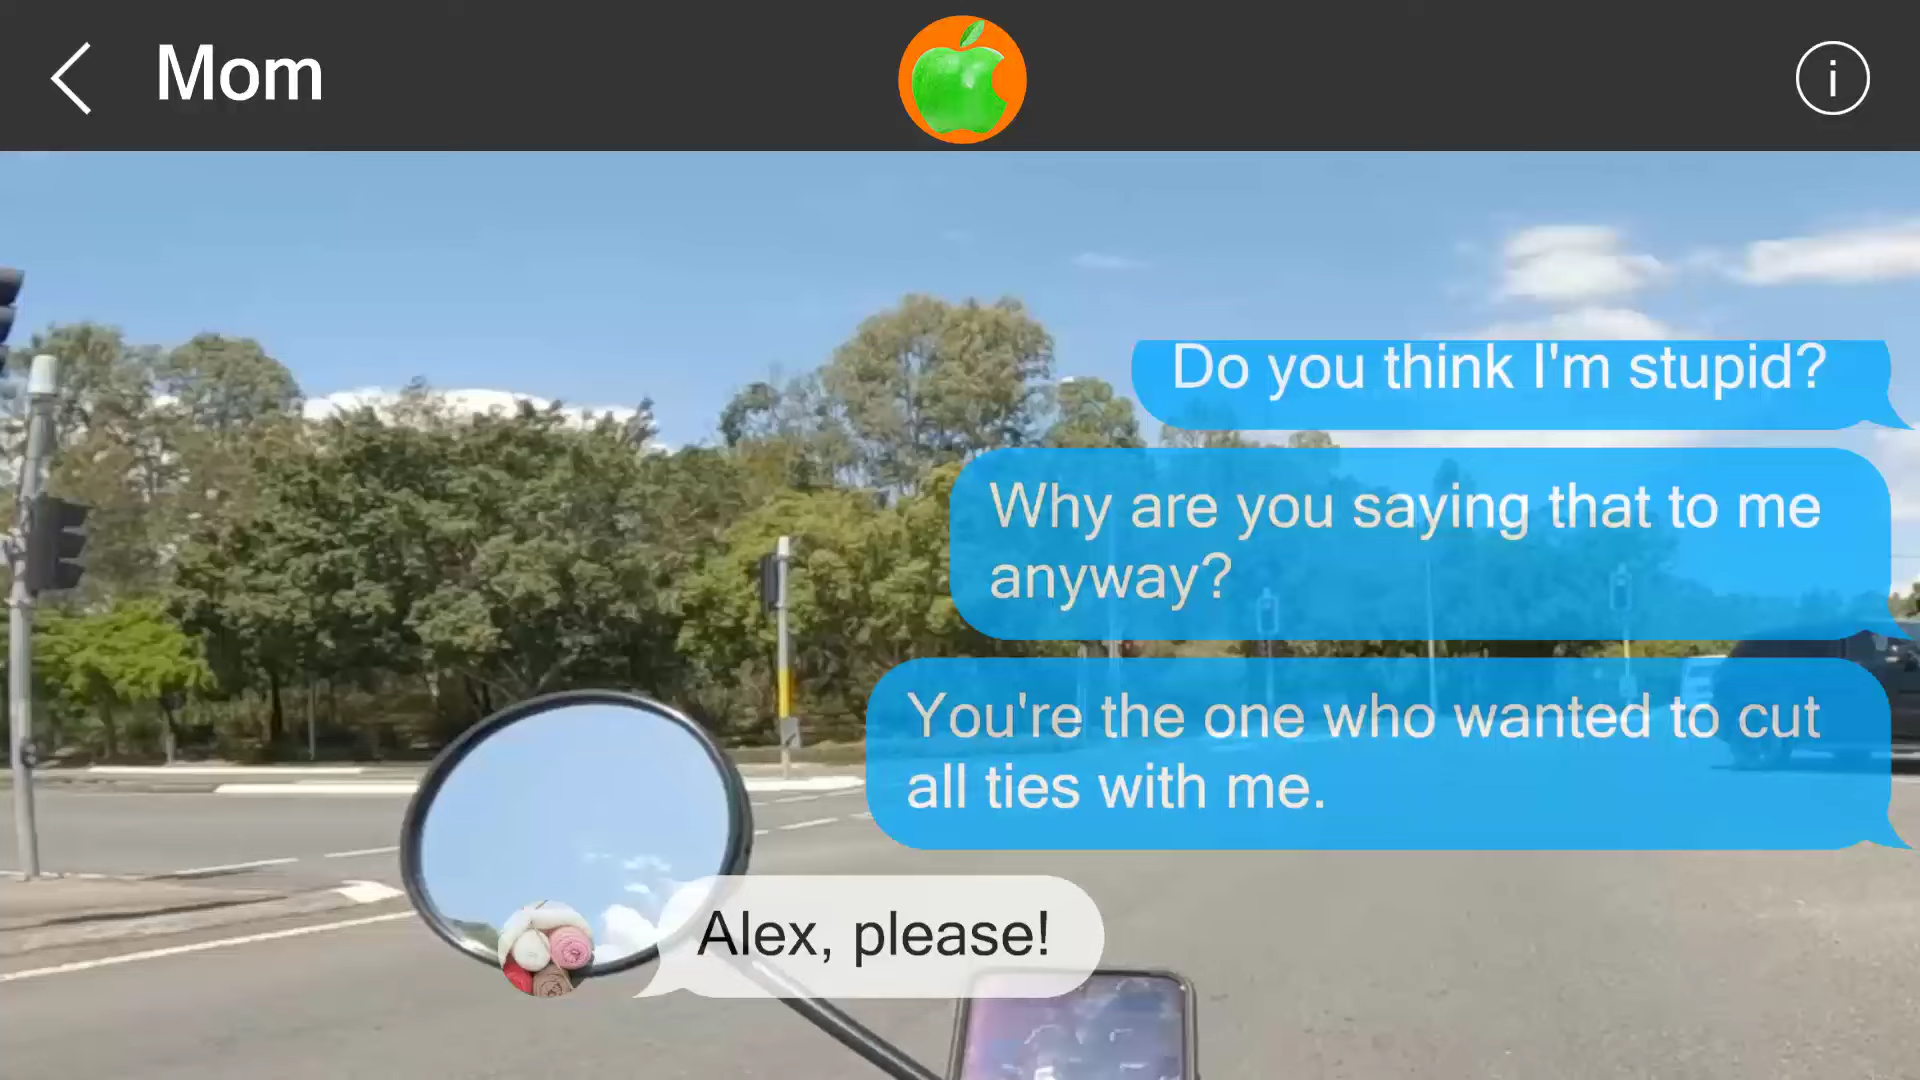 Mom
i
Do you think I'm stupid?
Why are you saying that to me
anyway?
You're the one who wanted to cut
all ties with me.
Alex, please!